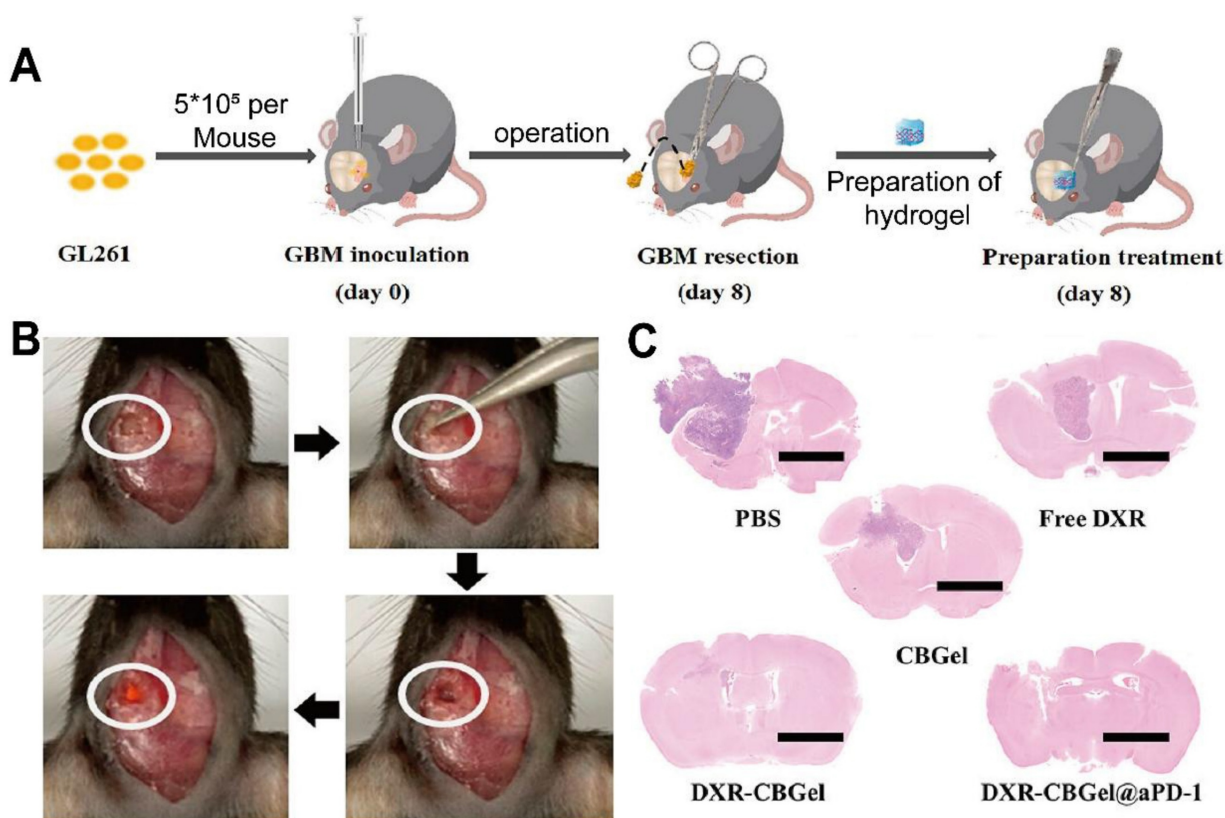 A
5*10⁵ per
Mouse
operation
Preparation of
hydrogel
GL261
GBM inoculation
(day 0)
GBM resection
(day 8)
Preparation treatment
(day 8)
B
C
PBS
Free DXR
CBGel
DXR-CBGel
DXR-CBGel@aPD-1